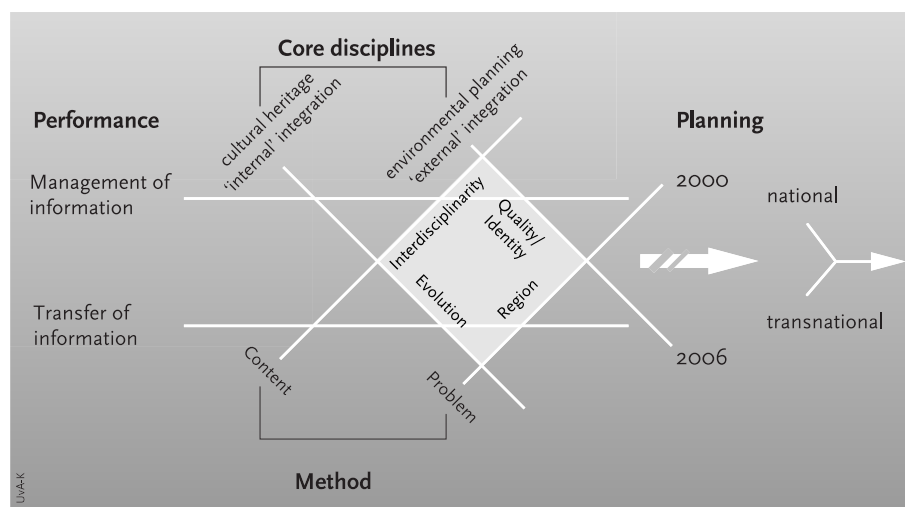 Core disciplines
cultural heritage
‘internal’ integration
environmental planning
‘external’ integration
Performance
Planning
Management of
information
2000
national
Interdisciplinarity
Quality/
Identity
Evolution
Region
Transfer of
information
transnational
2006
Content
Problem
Method
UvA-K